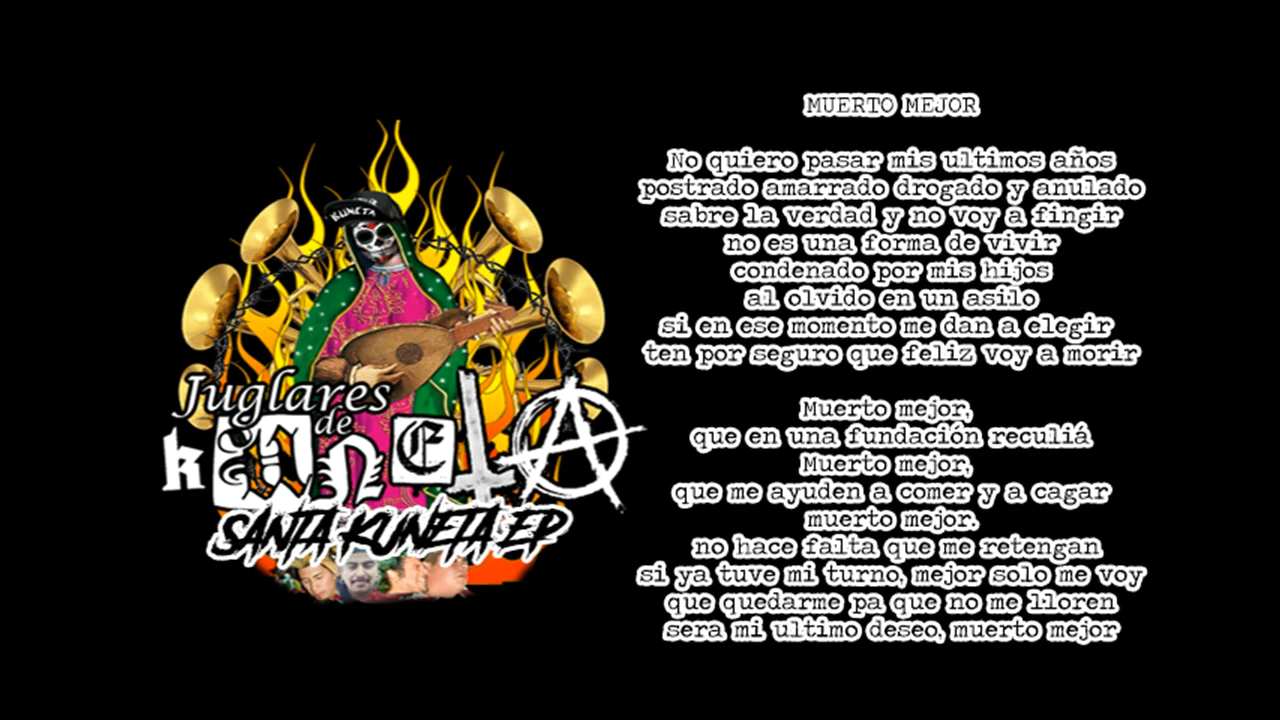 KUNETA
Juglares
de
KUNETA
SANTA KUNETA EP
MUERTO MEJOR
No quiero pasar mis ultimos años
postrado amarrado drogado y anulado
sabre la verdad y no voy a fingir
no es una forma de vivir
condenado por mis hijos
al olvido en un asilo
si en ese momento me dan a elegir
ten por seguro que feliz voy a morir
Muerto mejor,
que en una fundación reculiá
Muerto mejor,
que me ayuden a comer y a cagar
muerto mejor.
no hace falta que me retengan
si ya tuve mi turno, mejor solo me voy
que quedarme pa que no me lloren
sera mi ultimo deseo, muerto mejor